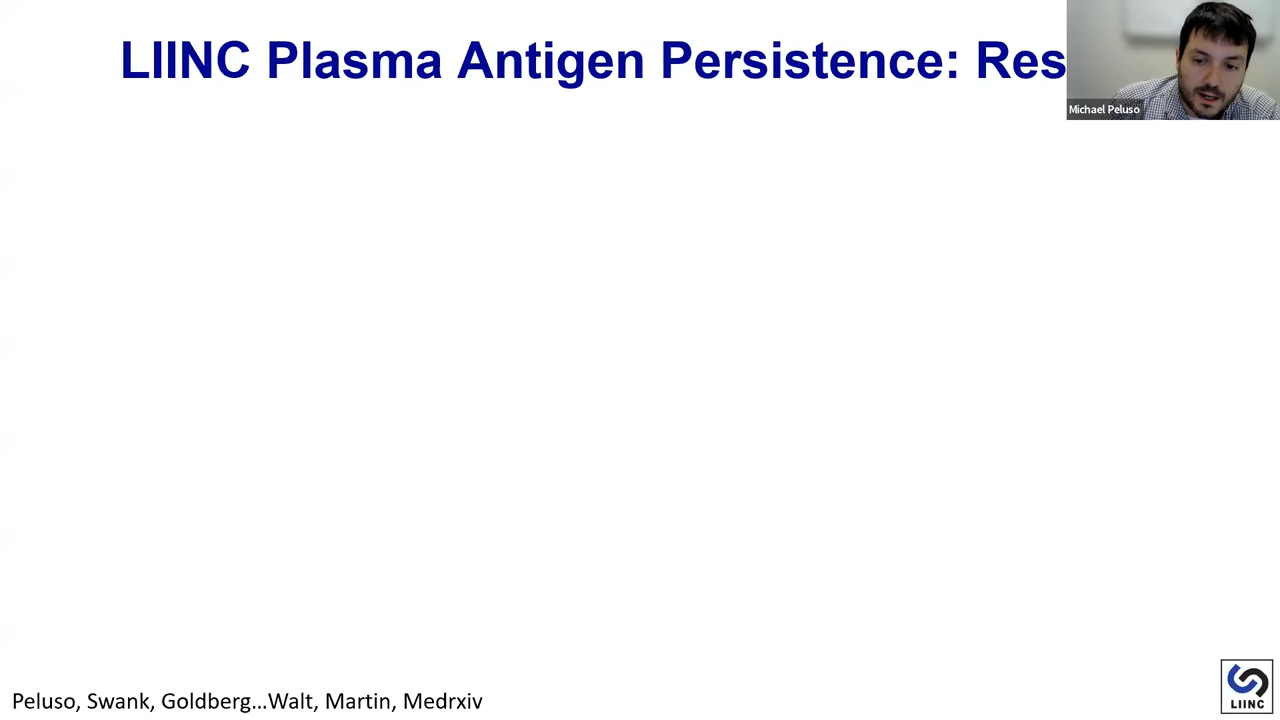 LIINC Plasma Antigen Persistence: Res
Michael Peluso
Peluso, Swank, Goldberg…Walt, Martin, Medrxiv
LIINC